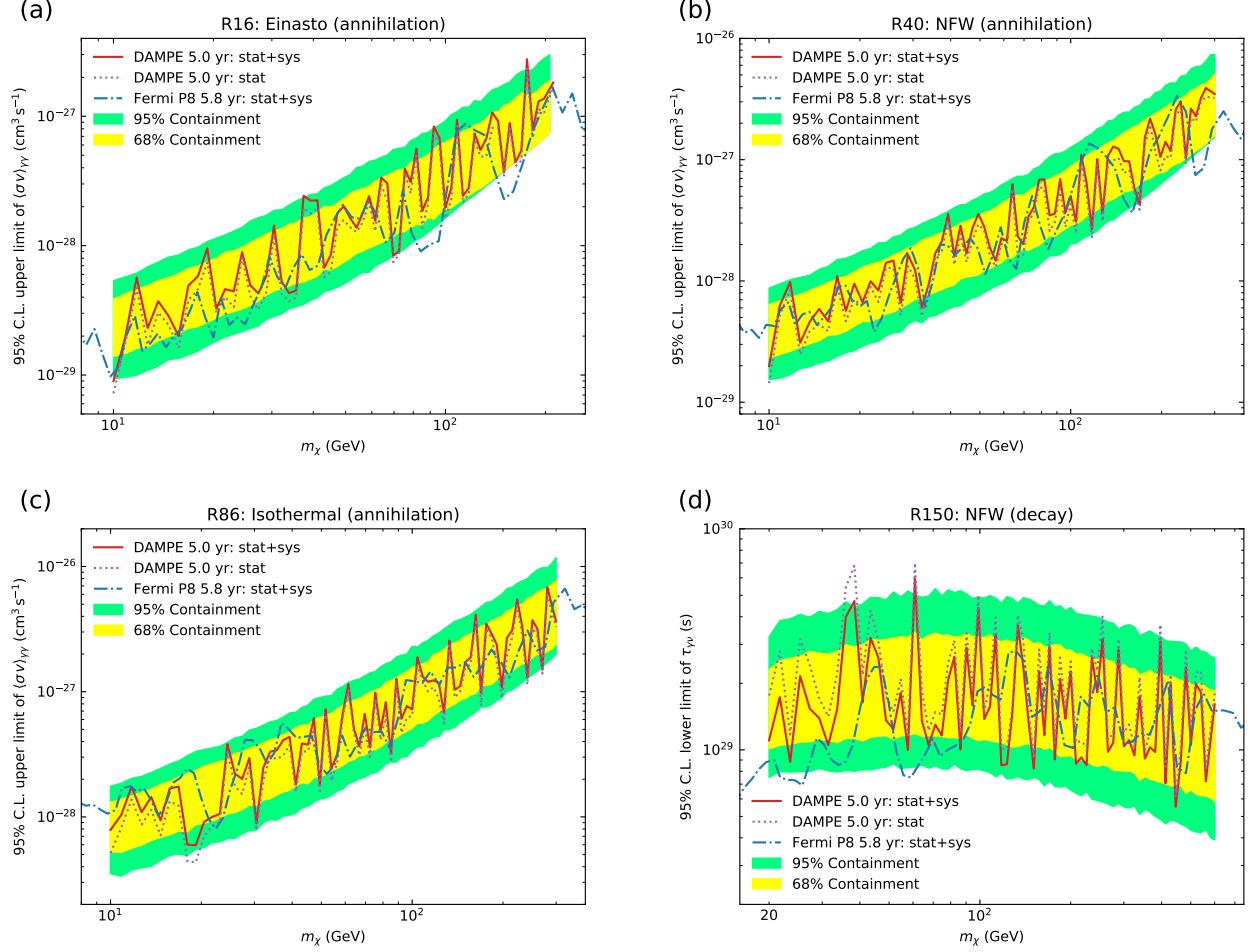 (a)
R16: Einasto (annihilation)
95% C.L. upper limit of ⟨σv⟩γγ (cm³ s⁻¹)
10⁻²⁷
10⁻²⁸
10⁻²⁹
DAMPE 5.0 yr: stat+sys
DAMPE 5.0 yr: stat
Fermi P8 5.8 yr: stat+sys
95% Containment
68% Containment
10¹
10²
mχ (GeV)
(b)
R40: NFW (annihilation)
95% C.L. upper limit of ⟨σv⟩γγ (cm³ s⁻¹)
10⁻²⁶
10⁻²⁷
10⁻²⁸
10⁻²⁹
DAMPE 5.0 yr: stat+sys
DAMPE 5.0 yr: stat
Fermi P8 5.8 yr: stat+sys
95% Containment
68% Containment
10¹
10²
mχ (GeV)
(c)
R86: Isothermal (annihilation)
95% C.L. upper limit of ⟨σv⟩γγ (cm³ s⁻¹)
10⁻²⁶
10⁻²⁷
10⁻²⁸
DAMPE 5.0 yr: stat+sys
DAMPE 5.0 yr: stat
Fermi P8 5.8 yr: stat+sys
95% Containment
68% Containment
10¹
10²
mχ (GeV)
(d)
R150: NFW (decay)
95% C.L. lower limit of τγν (s)
10³⁰
10²⁹
DAMPE 5.0 yr: stat+sys
DAMPE 5.0 yr: stat
Fermi P8 5.8 yr: stat+sys
95% Containment
68% Containment
20
10²
mχ (GeV)